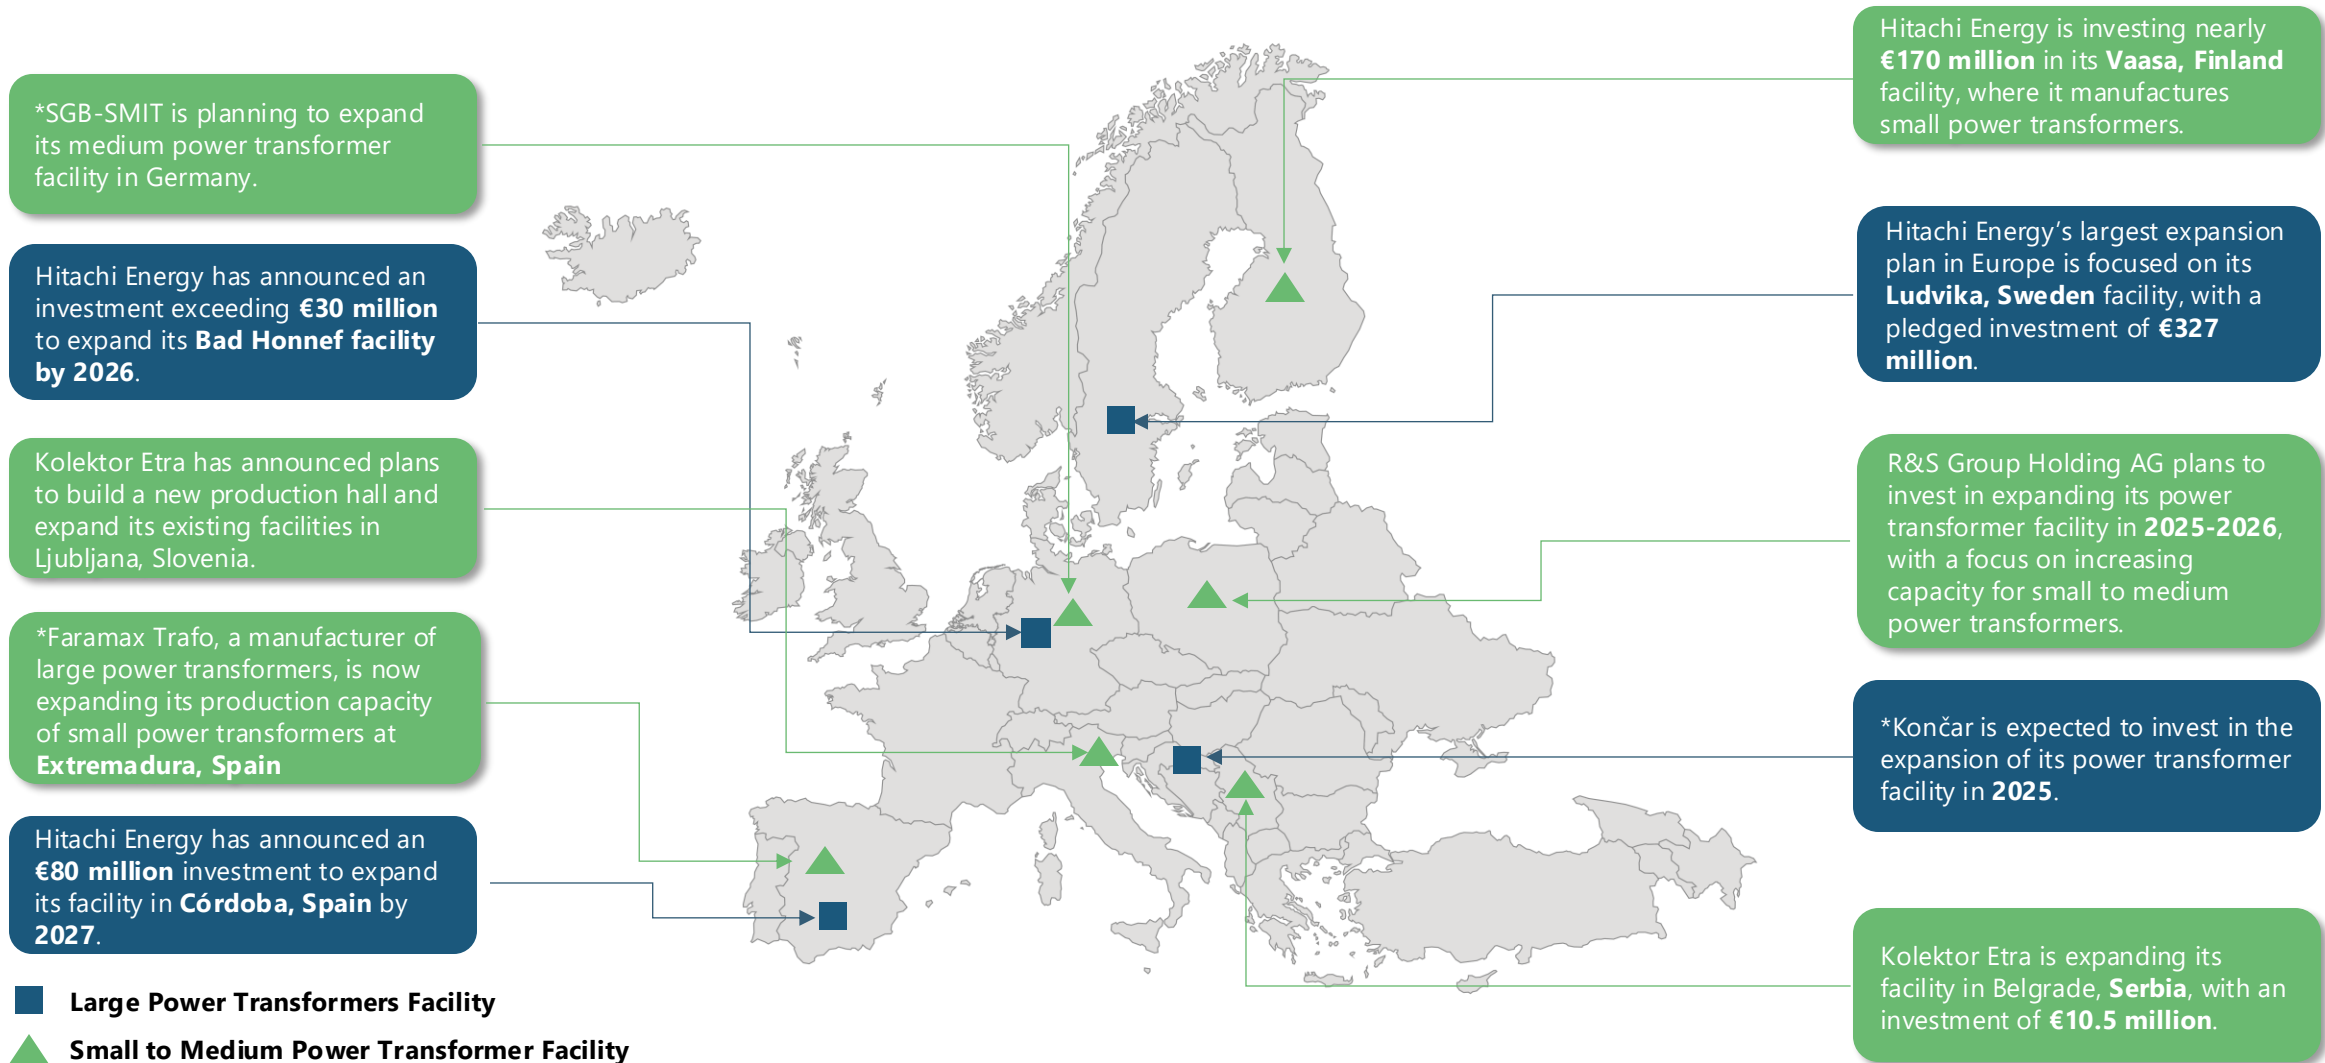 *SGB-SMIT is planning to expand
its medium power transformer
facility in Germany.
Hitachi Energy has announced an
investment exceeding €30 million
to expand its Bad Honnef facility
by 2026.
Kolektor Etra has announced plans
to build a new production hall and
expand its existing facilities in
Ljubljana, Slovenia.
*Faramax Trafo, a manufacturer of
large power transformers, is now
expanding its production capacity
of small power transformers at
Extremadura, Spain
Hitachi Energy has announced an
€80 million investment to expand
its facility in Córdoba, Spain by
2027.
Large Power Transformers Facility
Small to Medium Power Transformer Facility
Hitachi Energy is investing nearly
€170 million in its Vaasa, Finland
facility, where it manufactures
small power transformers.
Hitachi Energy’s largest expansion
plan in Europe is focused on its
Ludvika, Sweden facility, with a
pledged investment of €327
million.
R&S Group Holding AG plans to
invest in expanding its power
transformer facility in 2025-2026,
with a focus on increasing
capacity for small to medium
power transformers.
*Končar is expected to invest in the
expansion of its power transformer
facility in 2025.
Kolektor Etra is expanding its
facility in Belgrade, Serbia, with an
investment of €10.5 million.